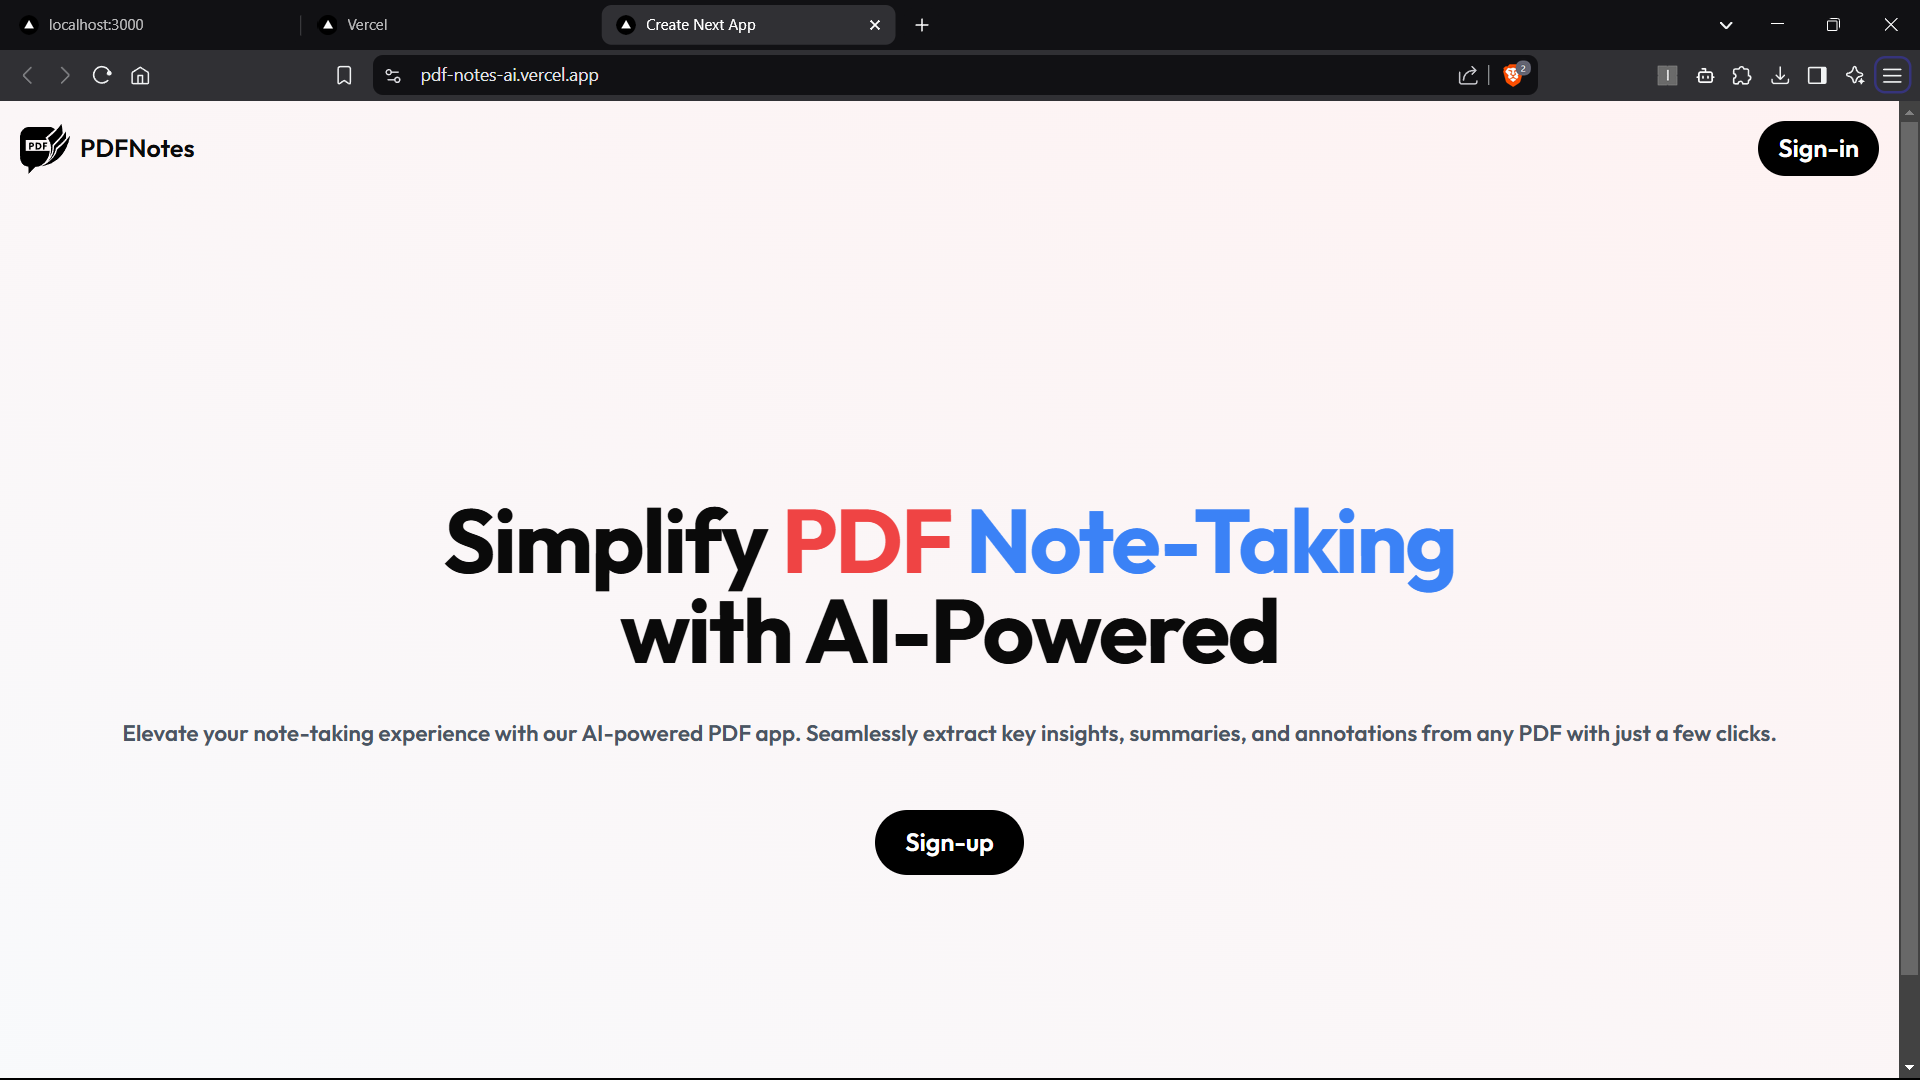 localhost:3000
Vercel
Create Next App
pdf-notes-ai.vercel.app
2
PDF
PDFNotes
Sign-in
Simplify PDF Note-Taking
with AI-Powered
Elevate your note-taking experience with our AI-powered PDF app. Seamlessly extract key insights, summaries, and annotations from any PDF with just a few clicks.
Sign-up